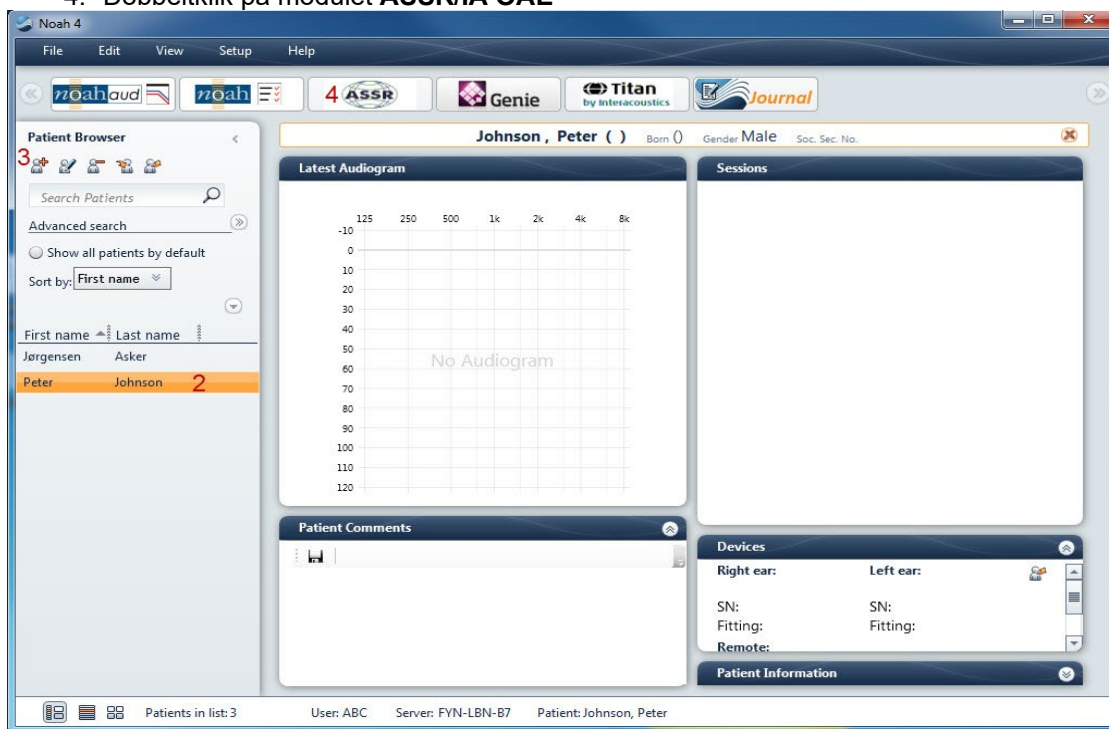 4. Dobbeltklik på modulet ASSR/IA OAE
Noah 4
File Edit View Setup Help
noah aud noah 4 ASSR Genie Titan by Interacoustics Journal
Patient Browser
Johnson , Peter ( ) Born () Gender Male Soc. Sec. No.
3
Search Patients
Advanced search
Show all patients by default
Sort by: First name
First name Last name
Jørgensen Asker
Peter Johnson 2
Latest Audiogram
125 250 500 1k 2k 4k 8k
-10
0
10
20
30
40
50
No Audiogram
60
70
80
90
100
110
120
Sessions
Patient Comments
Devices
Right ear: Left ear:
SN: SN:
Fitting: Fitting:
Remote:
Patient Information
Patients in list: 3 User: ABC Server: FYN-LBN-B7 Patient: Johnson, Peter